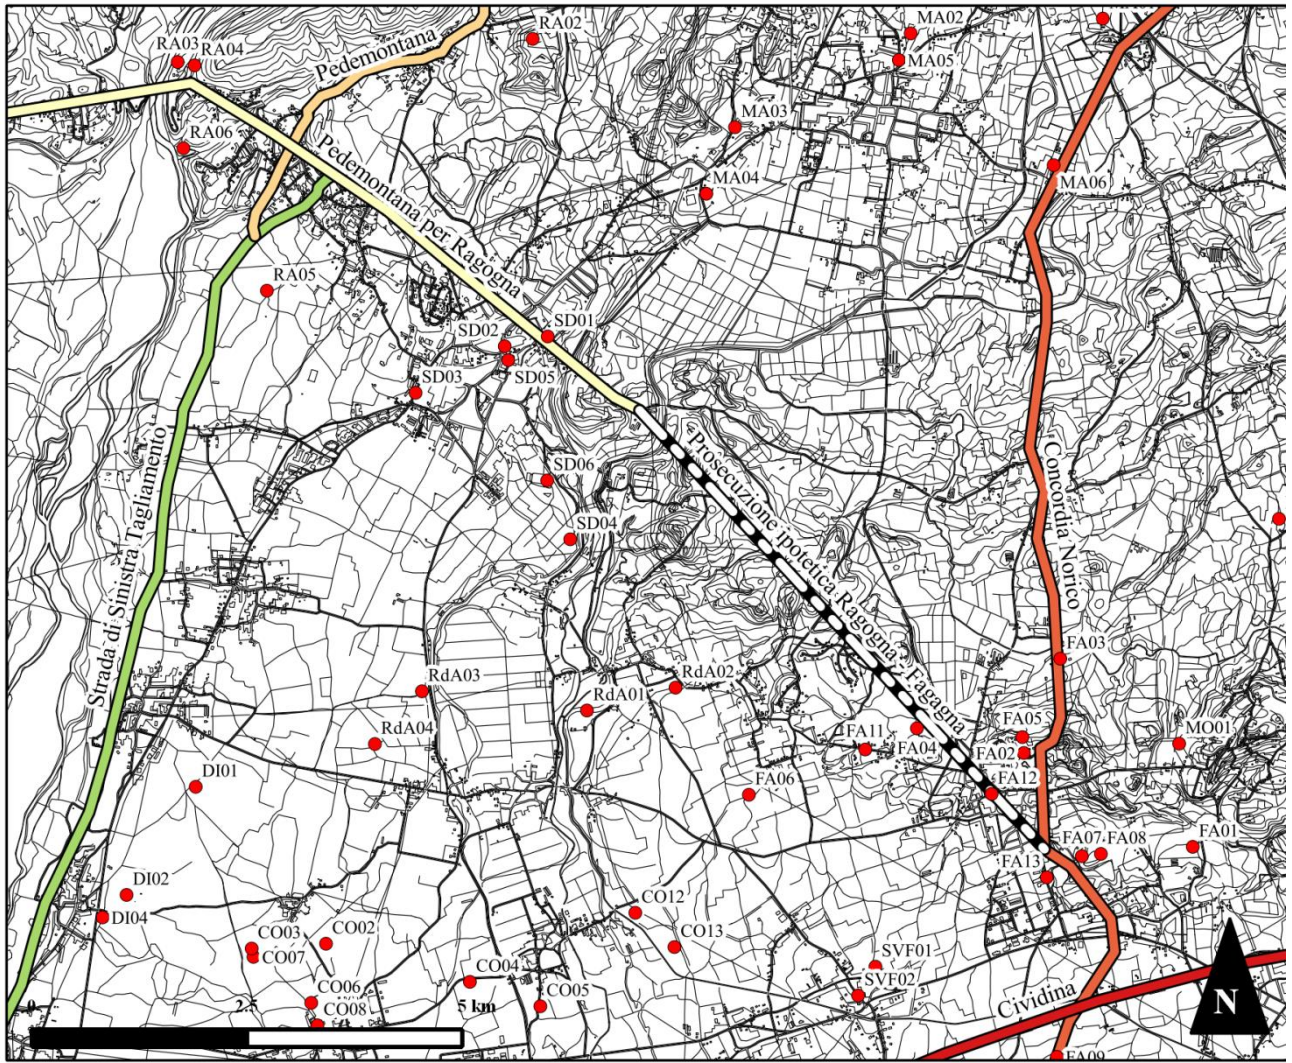 RA02
MA02
RA03
RA04
Pedemontana
MA05
RA06
MA03
Pedemontana per Ragogna
MA06
MA04
RA05
SD01
SD02
SD05
SD03
Strada di Sinistra Tagliamento
Prosecuzione ipotetica Ragogna - Fagagna
Concordia Norico
SD06
SD04
FA03
RdA03
RdA02
RdA01
RdA04
FA11
FA04
FA05
FA02
MO01
DI01
FA06
FA12
FA07
FA08
FA01
FA13
DI02
DI04
CO12
CO03
CO02
CO07
CO13
SVF01
CO04
SVF02
CO06
CO05
CO08
Cividina
0
2.5
5 km
N
FA09